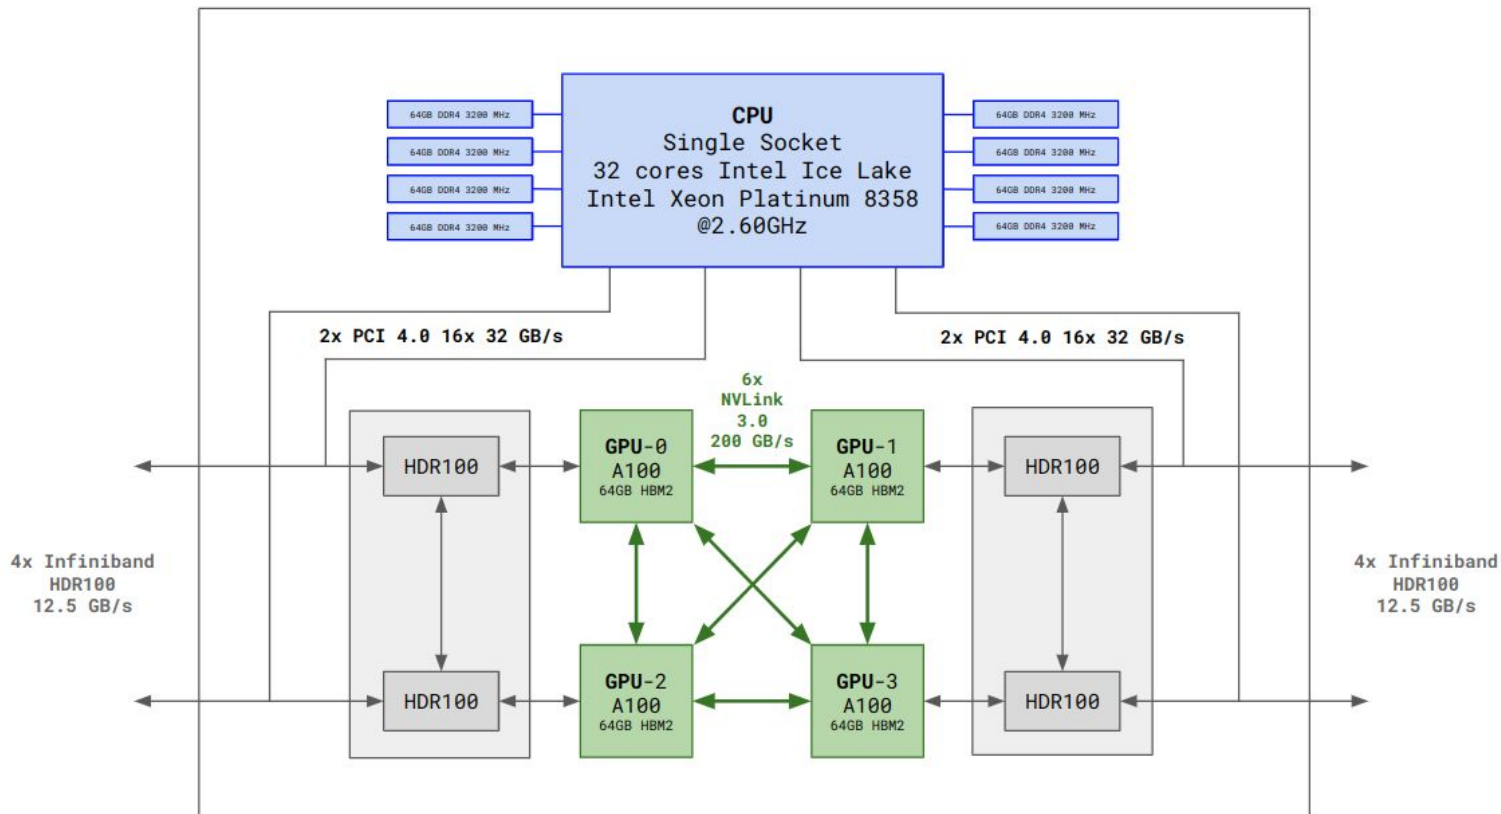 CPU
Single Socket
32 cores Intel Ice Lake
Intel Xeon Platinum 8358
@2.60GHz
64GB DDR4 3200 MHz
64GB DDR4 3200 MHz
64GB DDR4 3200 MHz
64GB DDR4 3200 MHz
64GB DDR4 3200 MHz
64GB DDR4 3200 MHz
64GB DDR4 3200 MHz
64GB DDR4 3200 MHz
2x PCI 4.0 16x 32 GB/s
2x PCI 4.0 16x 32 GB/s
6x
NVLink
3.0
200 GB/s
HDR100
GPU-0
A100
64GB HBM2
GPU-1
A100
64GB HBM2
HDR100
4x Infiniband
HDR100
12.5 GB/s
4x Infiniband
HDR100
12.5 GB/s
HDR100
GPU-2
A100
64GB HBM2
GPU-3
A100
64GB HBM2
HDR100